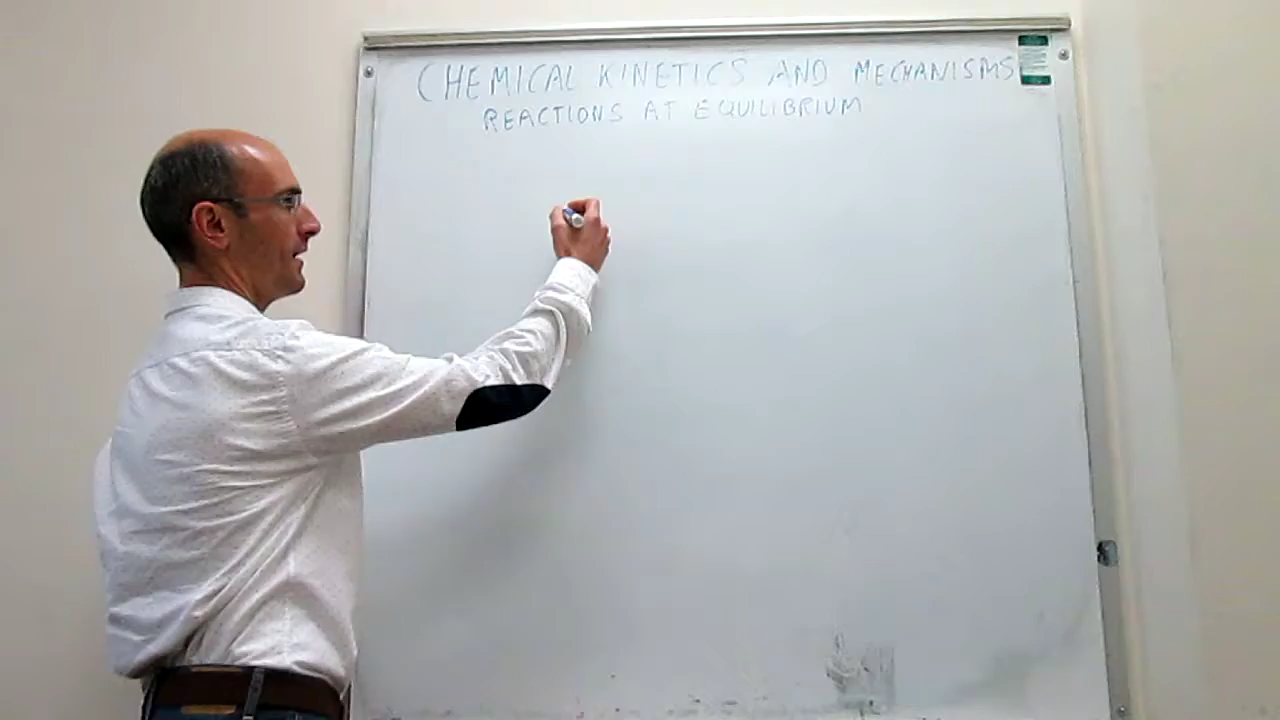 CHEMICAL KINETICS AND MECHANISMS
REACTIONS AT EQUILIBRIUM